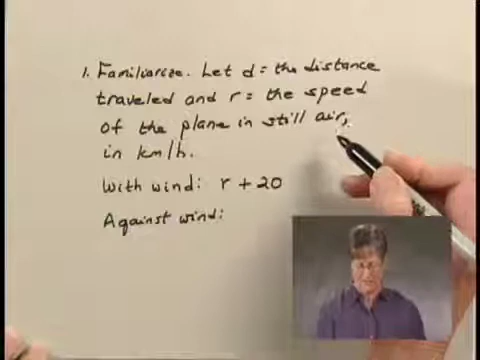 1. Familiarize. Let d = the distance
traveled and r = the speed
of the plane in still air,
in km/h.
With wind: r + 20
Against wind: